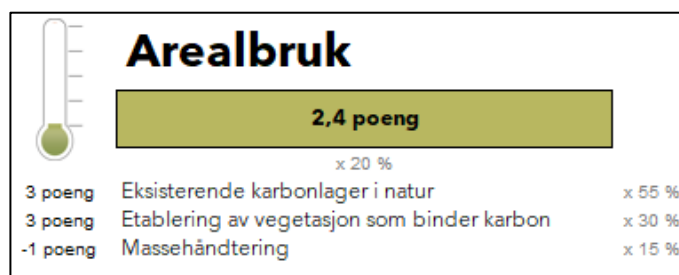 Arealbruk
2,4 poeng
x 20 %
3 poeng Eksisterende karbonlager i natur x 55 %
3 poeng Etablering av vegetasjon som binder karbon x 30 %
-1 poeng Massehåndtering x 15 %